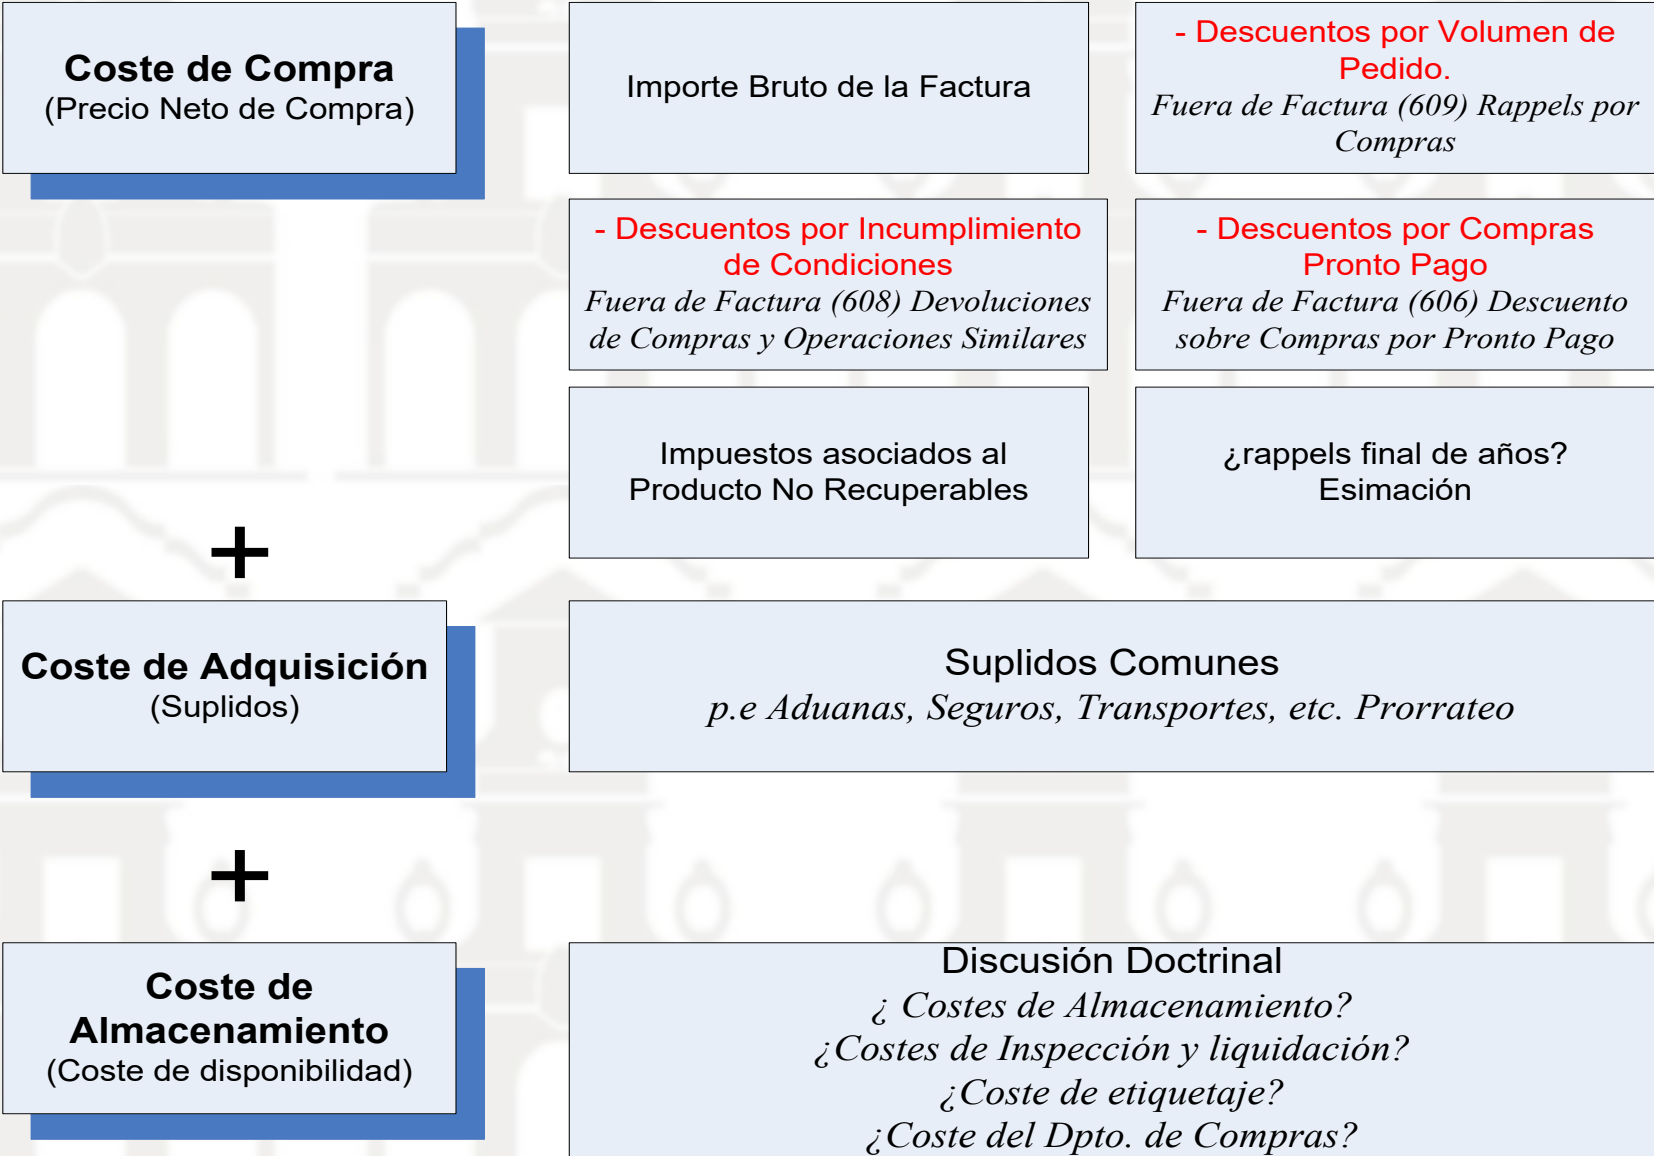 Coste de Compra
(Precio Neto de Compra)
Importe Bruto de la Factura
- Descuentos por Volumen de
Pedido.
Fuera de Factura (609) Rappels por
Compras
- Descuentos por Incumplimiento
de Condiciones
Fuera de Factura (608) Devoluciones
de Compras y Operaciones Similares
- Descuentos por Compras
Pronto Pago
Fuera de Factura (606) Descuento
sobre Compras por Pronto Pago
Impuestos asociados al
Producto No Recuperables
¿rappels final de años?
Esimación
+
Coste de Adquisición
(Suplidos)
Suplidos Comunes
p.e Aduanas, Seguros, Transportes, etc. Prorrateo
+
Coste de
Almacenamiento
(Coste de disponibilidad)
Discusión Doctrinal
¿ Costes de Almacenamiento?
¿Costes de Inspección y liquidación?
¿Coste de etiquetaje?
¿Coste del Dpto. de Compras?